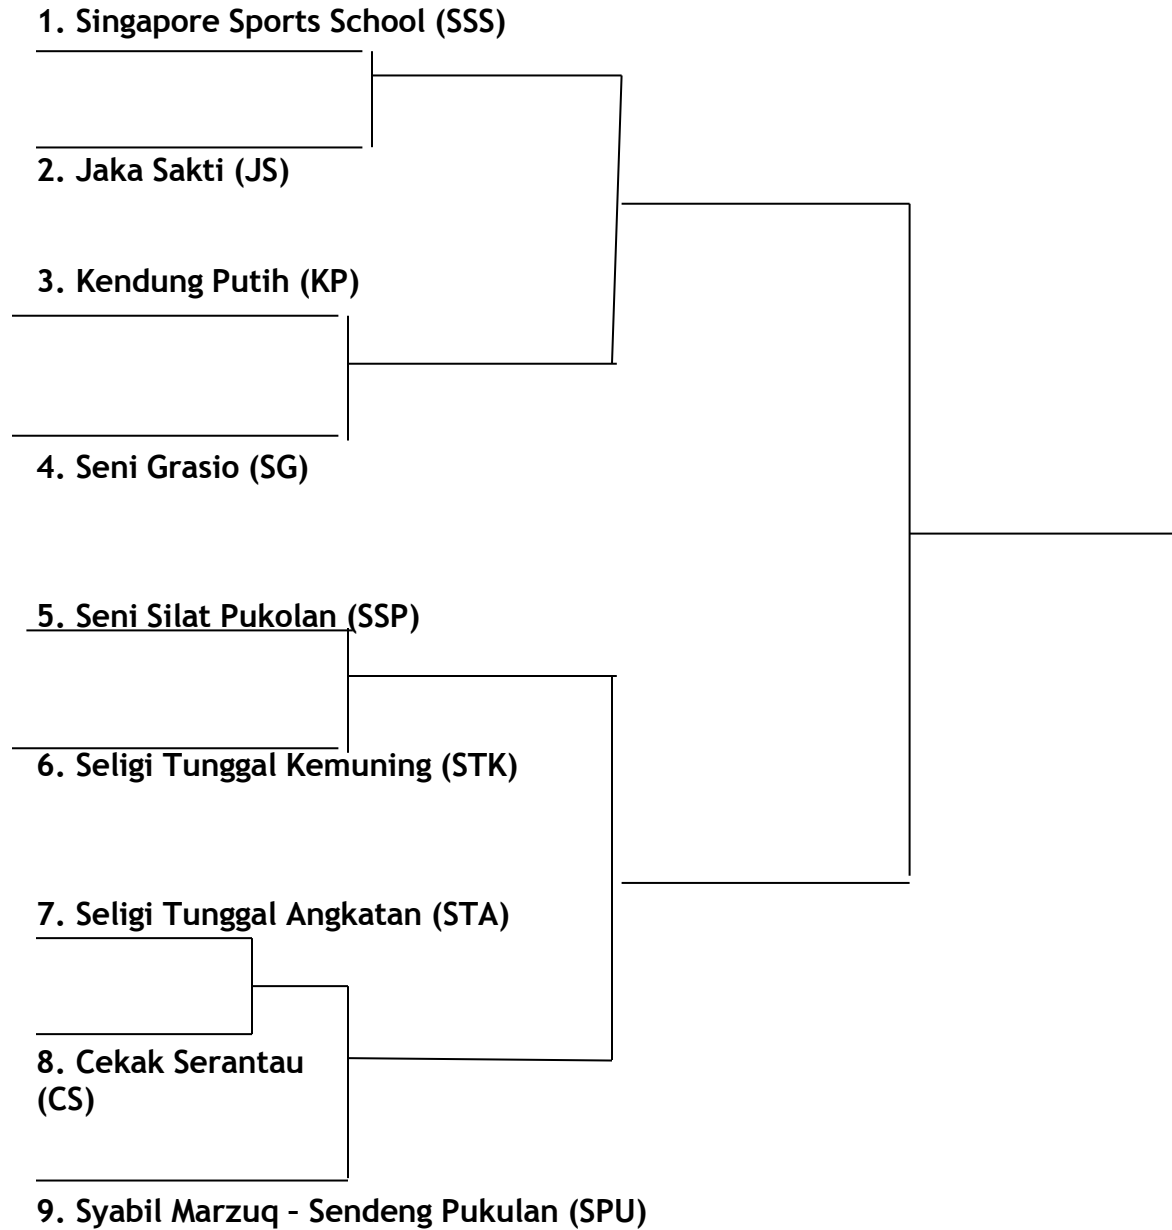 1. Singapore Sports School (SSS)
2. Jaka Sakti (JS)
3. Kendung Putih (KP)
4. Seni Grasio (SG)
5. Seni Silat Pukolan (SSP)
6. Seligi Tunggal Kemuning (STK)
7. Seligi Tunggal Angkatan (STA)
8. Cekak Serantau
(CS)
9. Syabil Marzuq – Sendeng Pukulan (SPU)